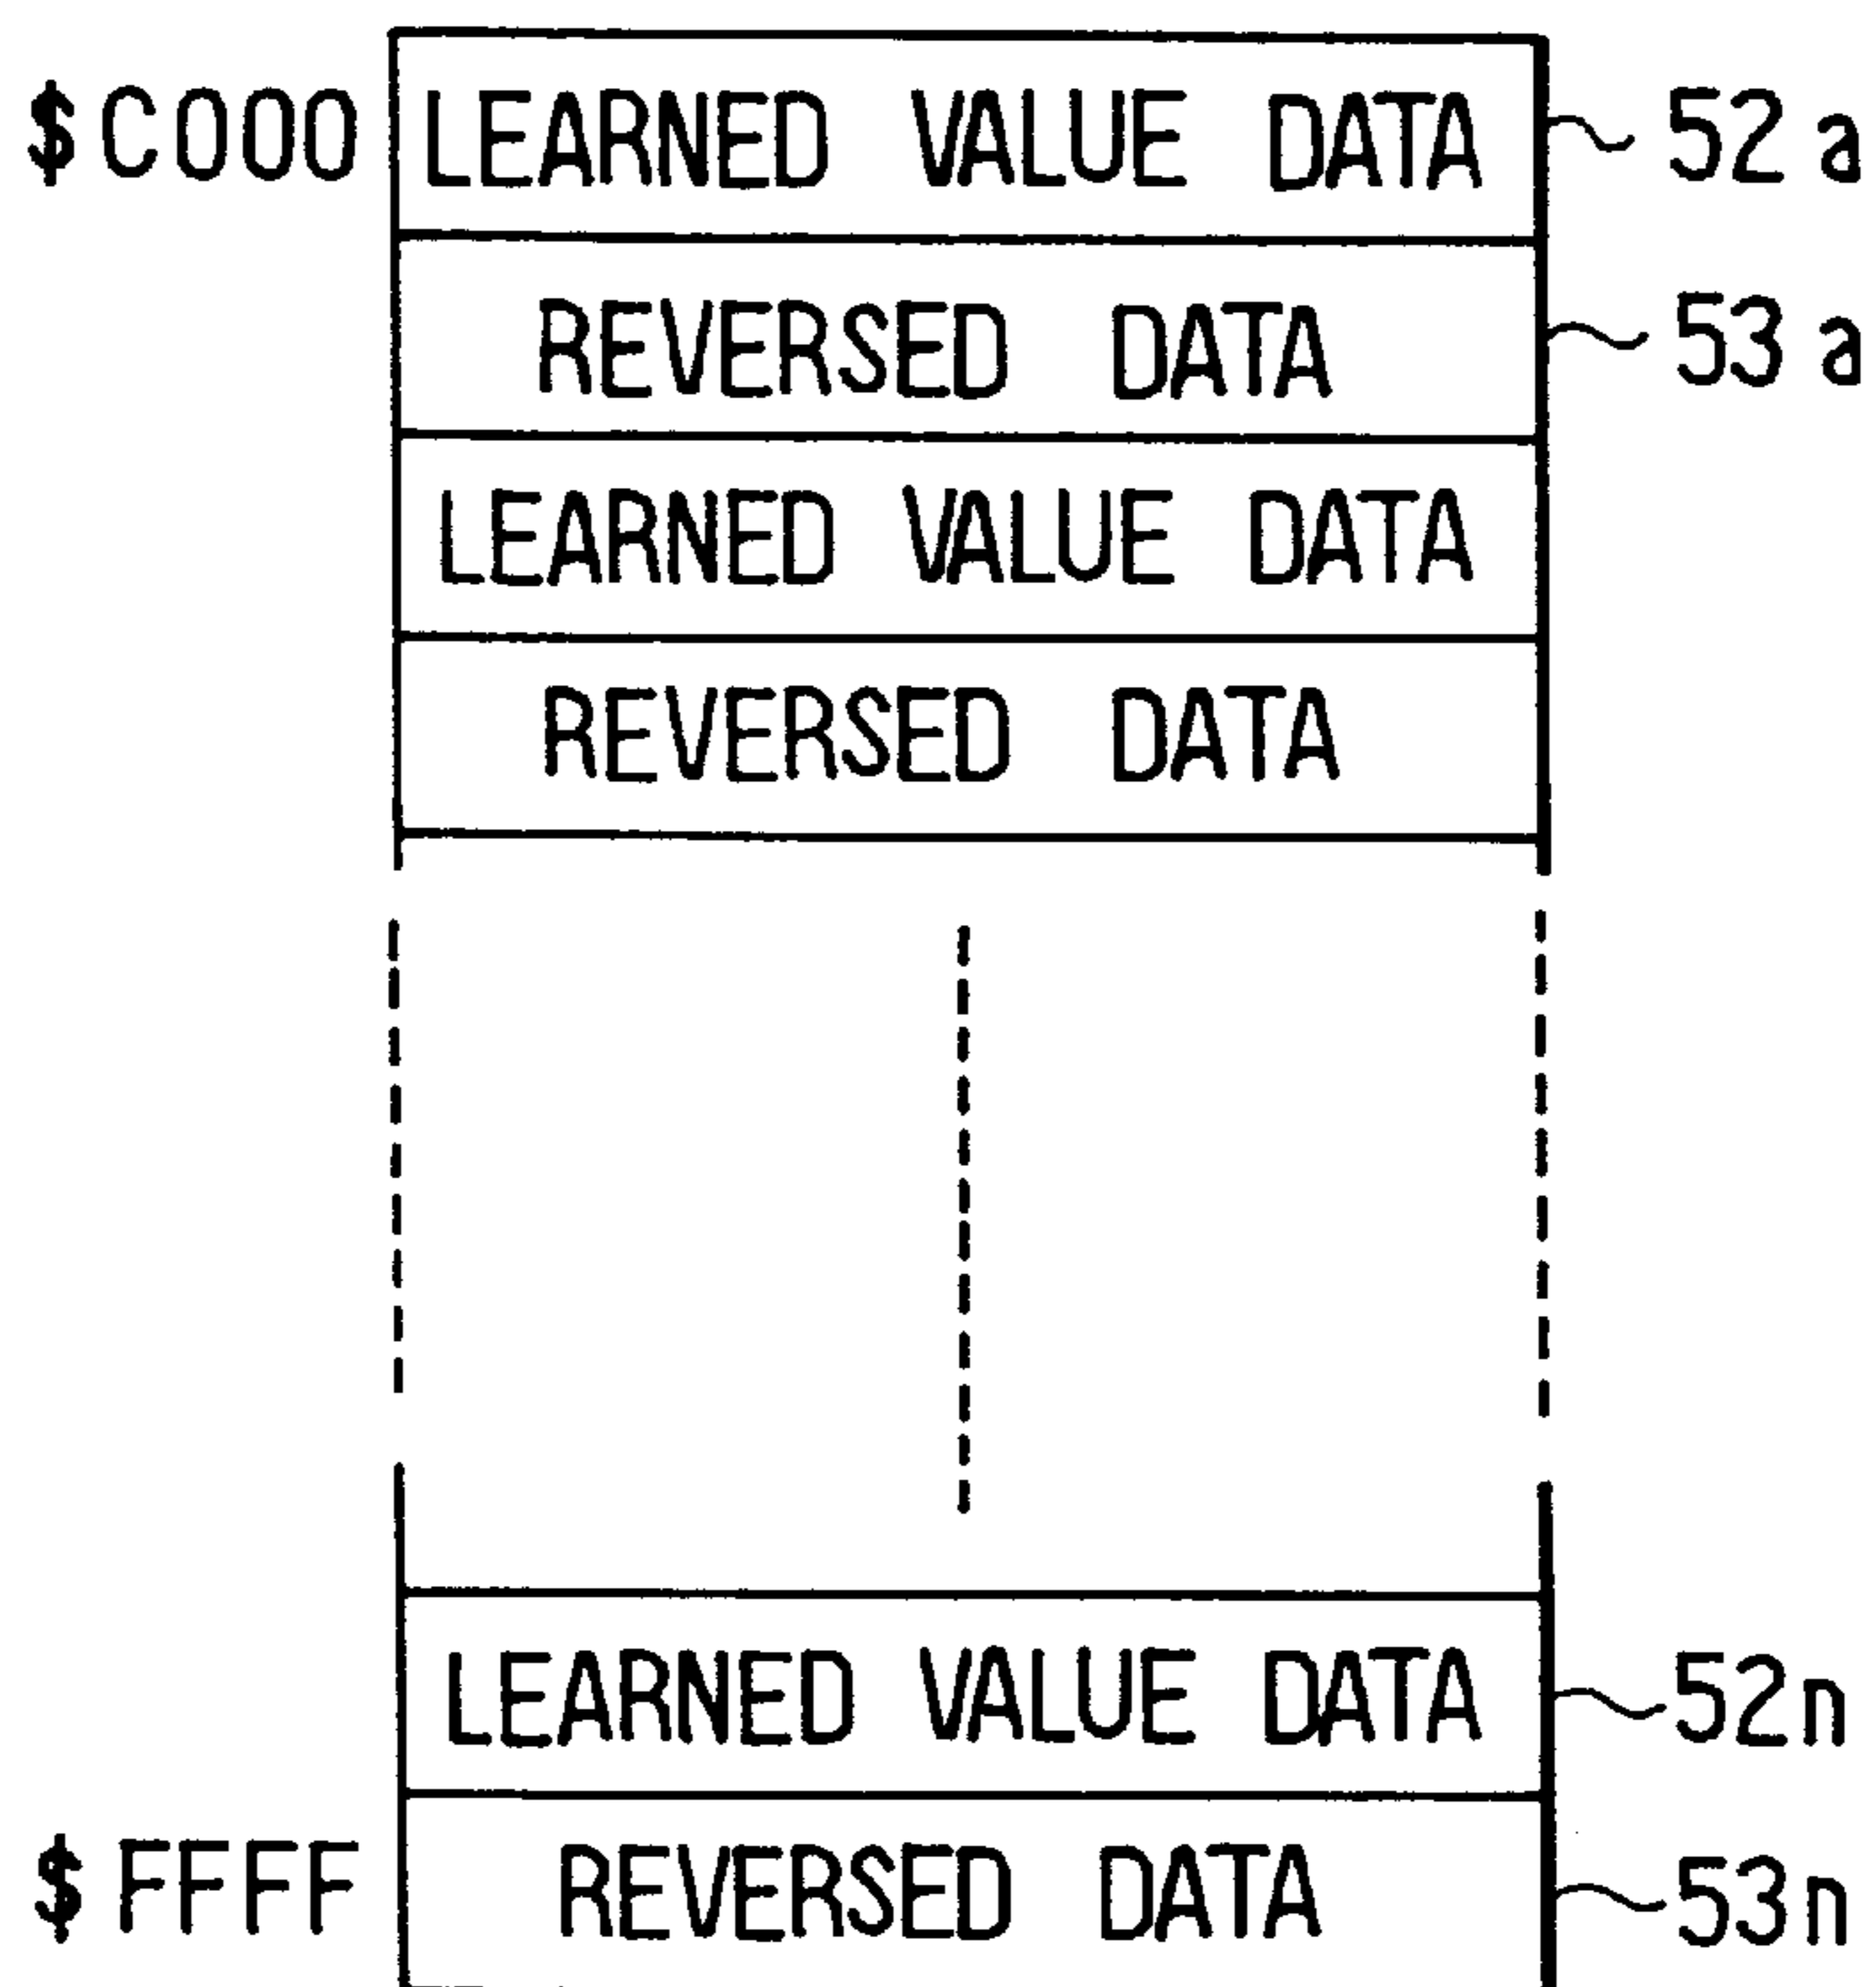 $C000 LEARNED VALUE DATA 52a
REVERSED DATA 53a
LEARNED VALUE DATA
REVERSED DATA
LEARNED VALUE DATA 52n
$FFFF REVERSED DATA 53n